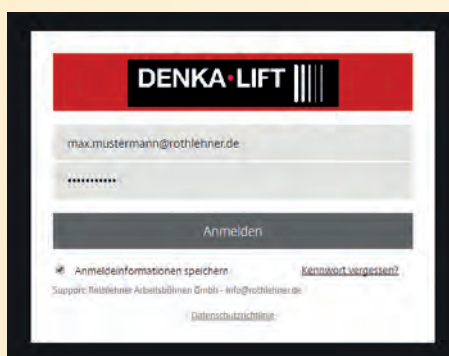 DENKA•LIFT
max.mustermann@rothlehner.de
•••••••••••
Anmelden
Anmeldeinformationen speichern Kennwort vergessen?
Support: Rothlehner Arbeitsbühnen GmbH - info@rothlehner.de
Datenschutzrichtlinie